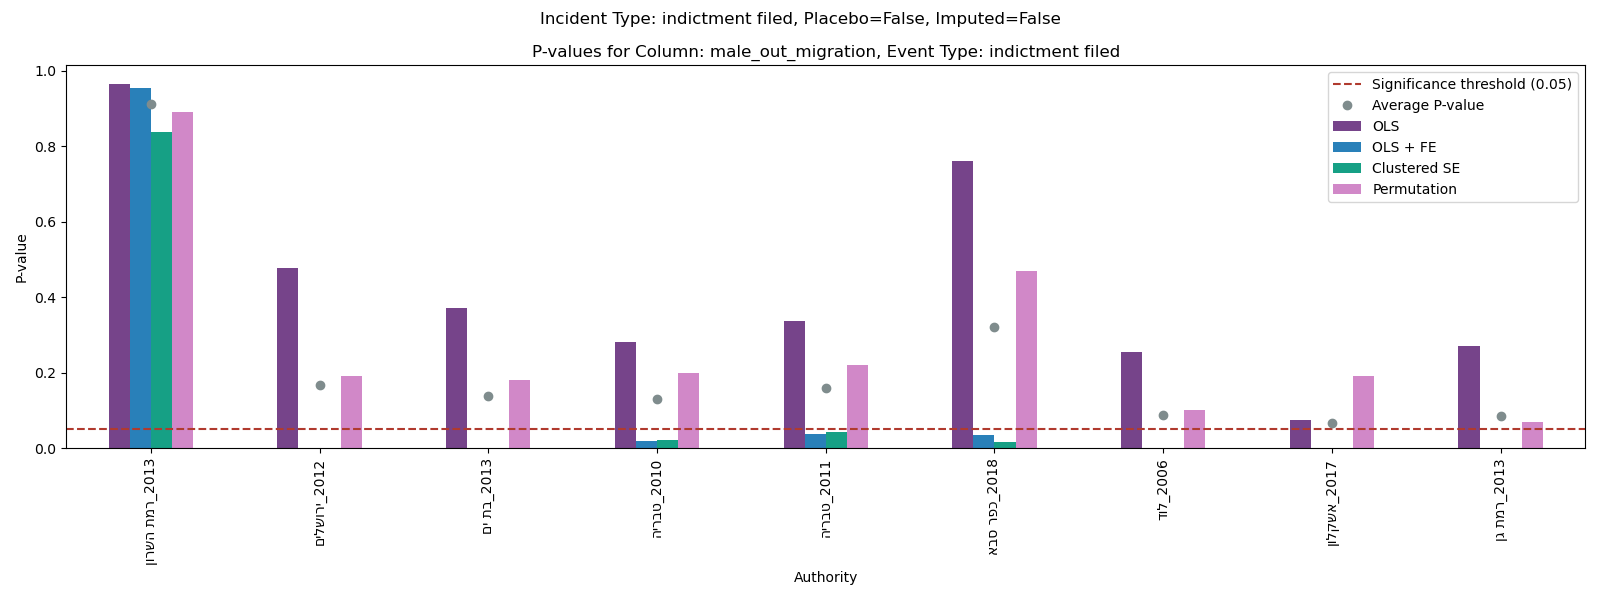 Incident Type: indictment filed, Placebo=False, Imputed=False
P-values for Column: male_out_migration, Event Type: indictment filed
P-value
1.0
0.8
0.6
0.4
0.2
0.0
Significance threshold (0.05)
Average P-value
OLS
OLS + FE
Clustered SE
Permutation
רמת השרון_2013
ירושלים_2012
בת ים_2013
טבריה_2010
טבריה_2011
כפר סבא_2018
לוד_2006
אשקלון_2017
רמת גן_2013
Authority